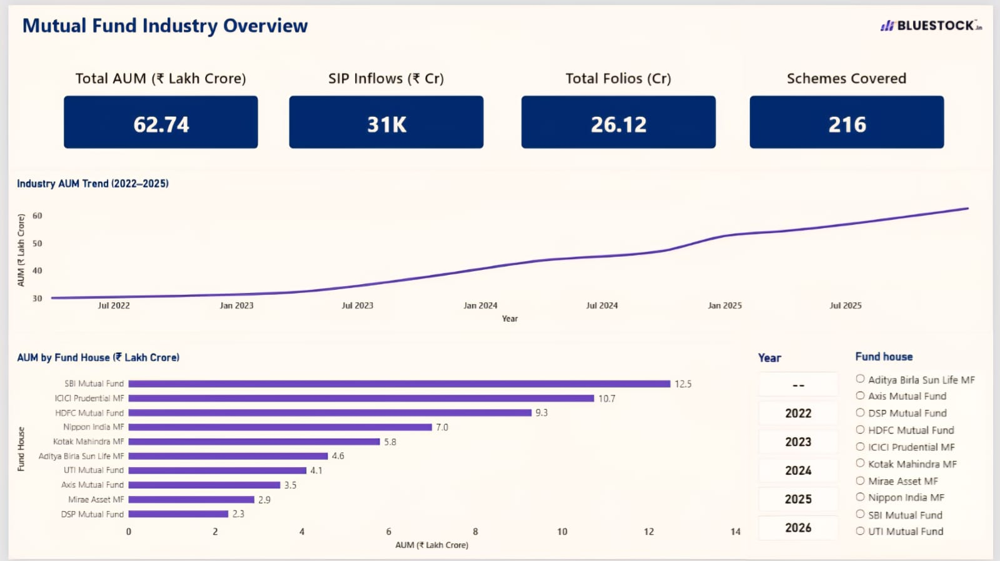 Mutual Fund Industry Overview
BLUESTOCK™.in
Total AUM (₹ Lakh Crore)
62.74
SIP Inflows (₹ Cr)
31K
Total Folios (Cr)
26.12
Schemes Covered
216
Industry AUM Trend (2022–2025)
AUM (₹ Lakh Crore)
60
50
40
30
Jul 2022 Jan 2023 Jul 2023 Jan 2024 Jul 2024 Jan 2025 Jul 2025
Year
AUM by Fund House (₹ Lakh Crore)
Fund House
SBI Mutual Fund 12.5
ICICI Prudential MF 10.7
HDFC Mutual Fund 9.3
Nippon India MF 7.0
Kotak Mahindra MF 5.8
Aditya Birla Sun Life MF 4.6
UTI Mutual Fund 4.1
Axis Mutual Fund 3.5
Mirae Asset MF 2.9
DSP Mutual Fund 2.3
0 2 4 6 8 10 12 14
AUM (₹ Lakh Crore)
Year
--
2022
2023
2024
2025
2026
Fund house
Aditya Birla Sun Life MF
Axis Mutual Fund
DSP Mutual Fund
HDFC Mutual Fund
ICICI Prudential MF
Kotak Mahindra MF
Mirae Asset MF
Nippon India MF
SBI Mutual Fund
UTI Mutual Fund